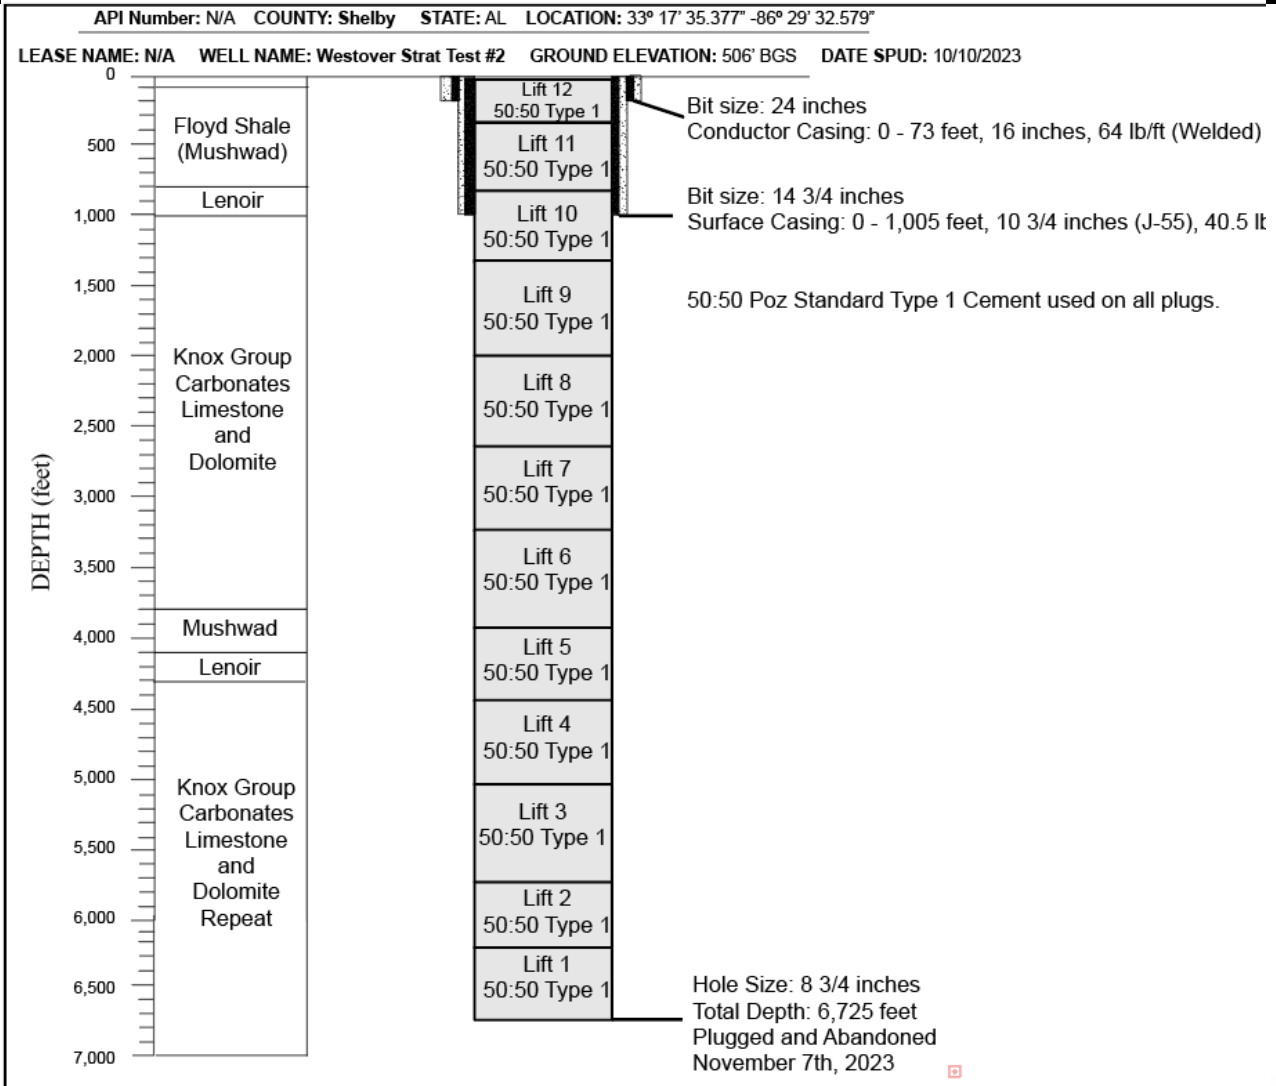 API Number: N/A COUNTY: Shelby STATE: AL LOCATION: 33º 17' 35.377" -86º 29' 32.579"
LEASE NAME: N/A WELL NAME: Westover Strat Test #2 GROUND ELEVATION: 506' BGS DATE SPUD: 10/10/2023
DEPTH (feet)
0
500
1,000
1,500
2,000
2,500
3,000
3,500
4,000
4,500
5,000
5,500
6,000
6,500
7,000
Floyd Shale
(Mushwad)
Lenoir
Knox Group
Carbonates
Limestone
and
Dolomite
Mushwad
Lenoir
Knox Group
Carbonates
Limestone
and
Dolomite
Repeat
Lift 12
50:50 Type 1
Lift 11
50:50 Type 1
Lift 10
50:50 Type 1
Lift 9
50:50 Type 1
Lift 8
50:50 Type 1
Lift 7
50:50 Type 1
Lift 6
50:50 Type 1
Lift 5
50:50 Type 1
Lift 4
50:50 Type 1
Lift 3
50:50 Type 1
Lift 2
50:50 Type 1
Lift 1
50:50 Type 1
Bit size: 24 inches
Conductor Casing: 0 - 73 feet, 16 inches, 64 lb/ft (Welded)
Bit size: 14 3/4 inches
Surface Casing: 0 - 1,005 feet, 10 3/4 inches (J-55), 40.5 lb
50:50 Poz Standard Type 1 Cement used on all plugs.
Hole Size: 8 3/4 inches
Total Depth: 6,725 feet
Plugged and Abandoned
November 7th, 2023